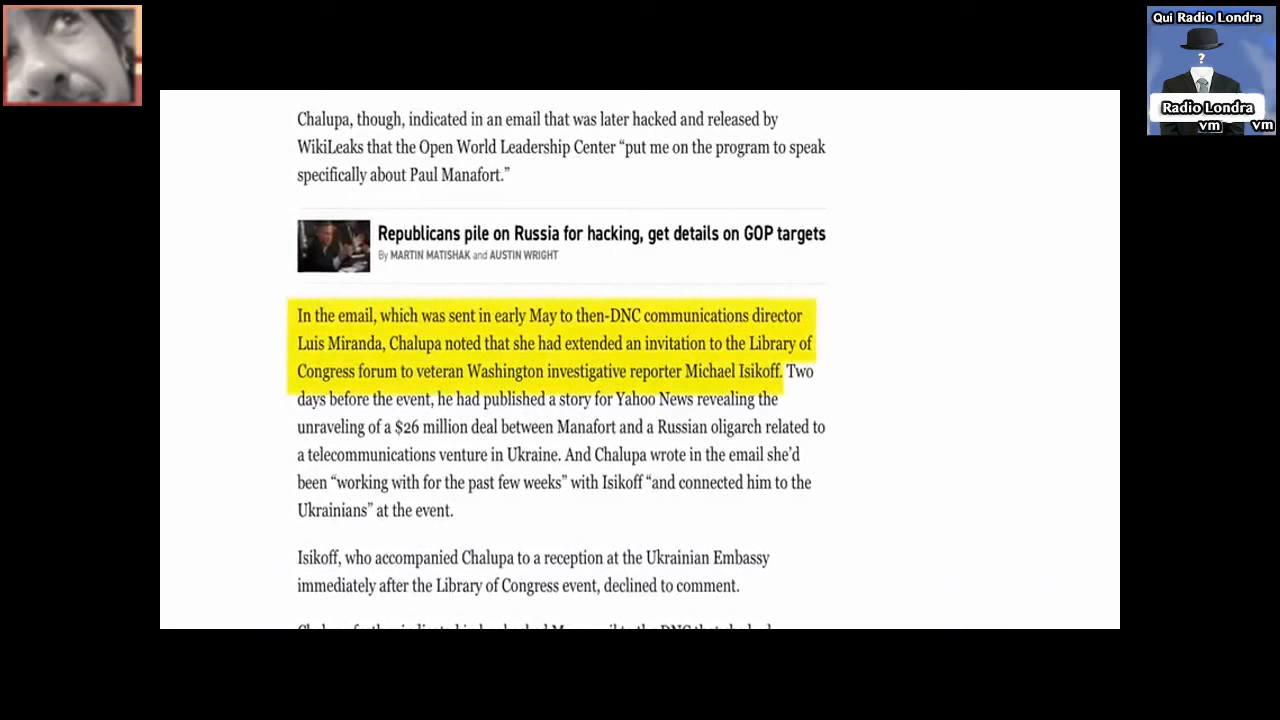 Qui Radio Londra
?
Radio Londra
vm
vm
Chalupa, though, indicated in an email that was later hacked and released by
WikiLeaks that the Open World Leadership Center “put me on the program to speak
specifically about Paul Manafort.”
Republicans pile on Russia for hacking, get details on GOP targets
By MARTIN MATISHAK and AUSTIN WRIGHT
In the email, which was sent in early May to then-DNC communications director
Luis Miranda, Chalupa noted that she had extended an invitation to the Library of
Congress forum to veteran Washington investigative reporter Michael Isikoff. Two
days before the event, he had published a story for Yahoo News revealing the
unraveling of a $26 million deal between Manafort and a Russian oligarch related to
a telecommunications venture in Ukraine. And Chalupa wrote in the email she’d
been “working with for the past few weeks” with Isikoff “and connected him to the
Ukrainians” at the event.
Isikoff, who accompanied Chalupa to a reception at the Ukrainian Embassy
immediately after the Library of Congress event, declined to comment.